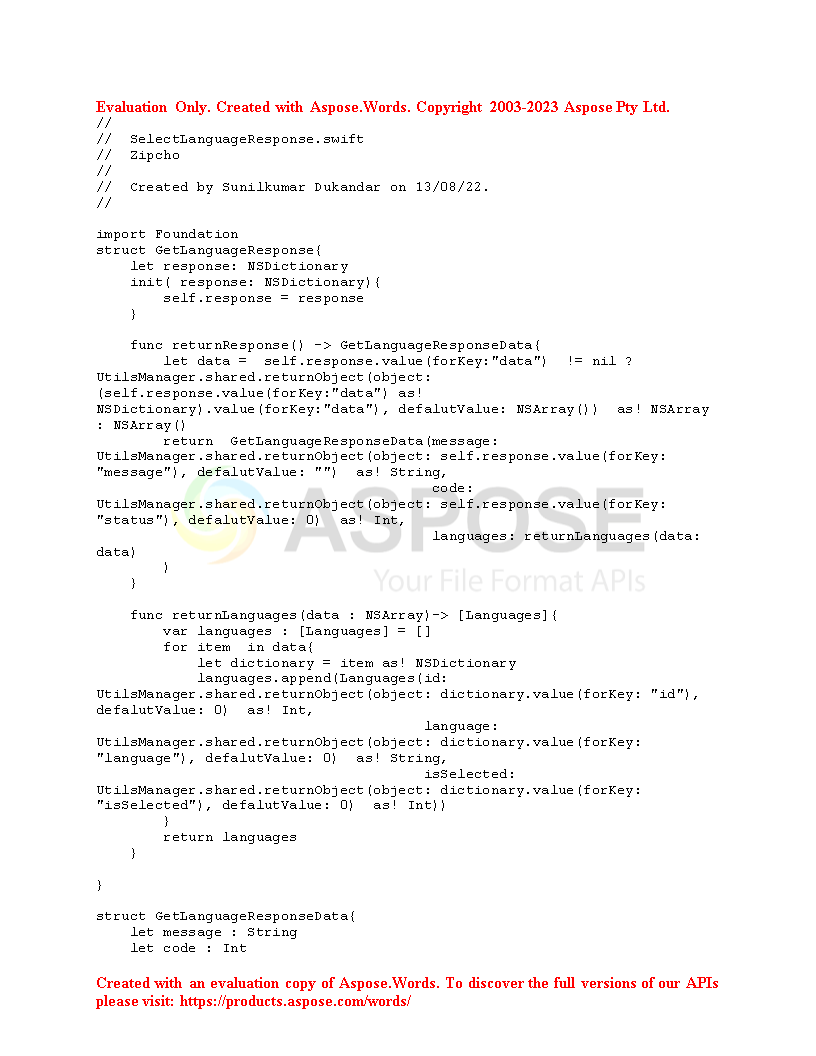 Evaluation Only. Created with Aspose.Words. Copyright 2003-2023 Aspose Pty Ltd.
//
//  SelectLanguageResponse.swift
//  Zipcho
//
//  Created by Sunilkumar Dukandar on 13/08/22.
//

import Foundation
struct GetLanguageResponse{
    let response: NSDictionary
    init( response: NSDictionary){
        self.response = response
    }

    func returnResponse() -> GetLanguageResponseData{
        let data =  self.response.value(forKey:"data")  != nil ?
UtilsManager.shared.returnObject(object:
(self.response.value(forKey:"data") as!
NSDictionary).value(forKey:"data"), defalutValue: NSArray())  as! NSArray
: NSArray()
        return  GetLanguageResponseData(message:
UtilsManager.shared.returnObject(object: self.response.value(forKey:
"message"), defalutValue: "")  as! String,
                                        code:
UtilsManager.shared.returnObject(object: self.response.value(forKey:
"status"), defalutValue: 0)  as! Int,
                                        languages: returnLanguages(data:
data)
        )
    }

    func returnLanguages(data : NSArray)-> [Languages]{
        var languages : [Languages] = []
        for item  in data{
            let dictionary = item as! NSDictionary
            languages.append(Languages(id:
UtilsManager.shared.returnObject(object: dictionary.value(forKey: "id"),
defalutValue: 0)  as! Int,
                                       language:
UtilsManager.shared.returnObject(object: dictionary.value(forKey:
"language"), defalutValue: 0)  as! String,
                                       isSelected:
UtilsManager.shared.returnObject(object: dictionary.value(forKey:
"isSelected"), defalutValue: 0)  as! Int))
        }
        return languages
    }

}

struct GetLanguageResponseData{
    let message : String
    let code : Int
ASPOSE
Your File Format APIs
Created with an evaluation copy of Aspose.Words. To discover the full versions of our APIs
please visit: https://products.aspose.com/words/